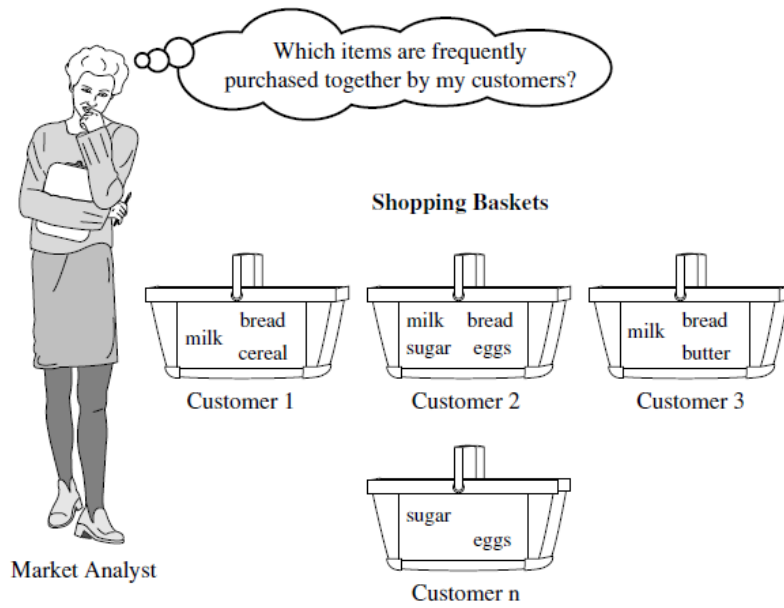 Which items are frequently
purchased together by my customers?
Shopping Baskets
milk bread
cereal
Customer 1
milk bread
sugar eggs
Customer 2
milk bread
butter
Customer 3
sugar
eggs
Customer n
Market Analyst